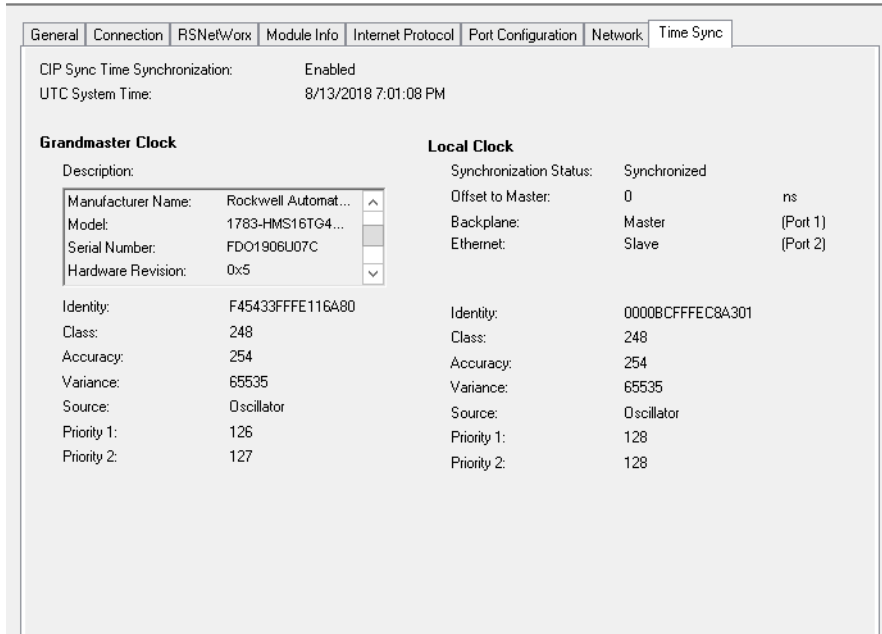 General Connection RSNetWorx Module Info Internet Protocol Port Configuration Network Time Sync
CIP Sync Time Synchronization: Enabled
UTC System Time: 8/13/2018 7:01:08 PM
Grandmaster Clock
Description:
Manufacturer Name: Rockwell Automat...
Model: 1783-HMS16TG4...
Serial Number: FDO1906U07C
Hardware Revision: 0x5
Identity: F45433FFFE116A80
Class: 248
Accuracy: 254
Variance: 65535
Source: Oscillator
Priority 1: 126
Priority 2: 127
Local Clock
Synchronization Status: Synchronized
Offset to Master: 0 ns
Backplane: Master (Port 1)
Ethernet: Slave (Port 2)
Identity: 0000BCFFFEC8A301
Class: 248
Accuracy: 254
Variance: 65535
Source: Oscillator
Priority 1: 128
Priority 2: 128